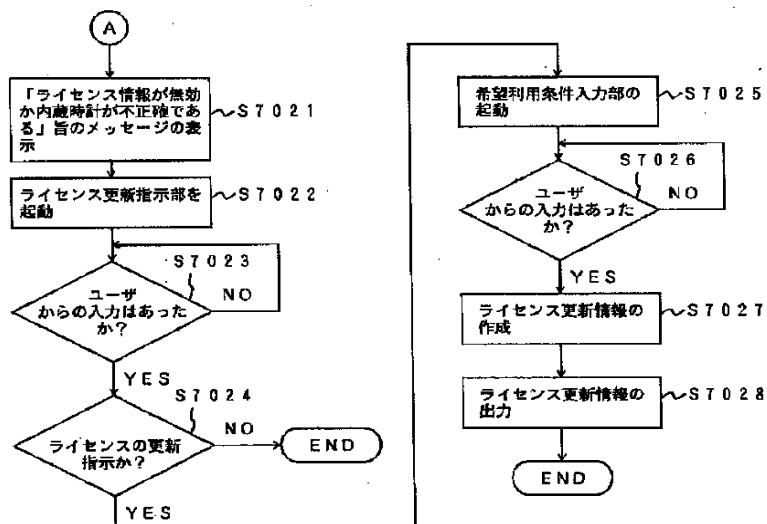 A
「ライセンス情報が無効
か内蔵時計が不正確であ
る」旨のメッセージの表
示
S7021
ライセンス更新指示部を
起動
S7022
S7023
ユーザ
からの入力はあった
か?
NO
YES
S7024
ライセンスの更新
指示か?
NO
END
YES
希望利用条件入力部の
起動
S7025
S7026
ユーザ
からの入力はあった
か?
NO
YES
ライセンス更新情報の
作成
S7027
ライセンス更新情報の
出力
S7028
END